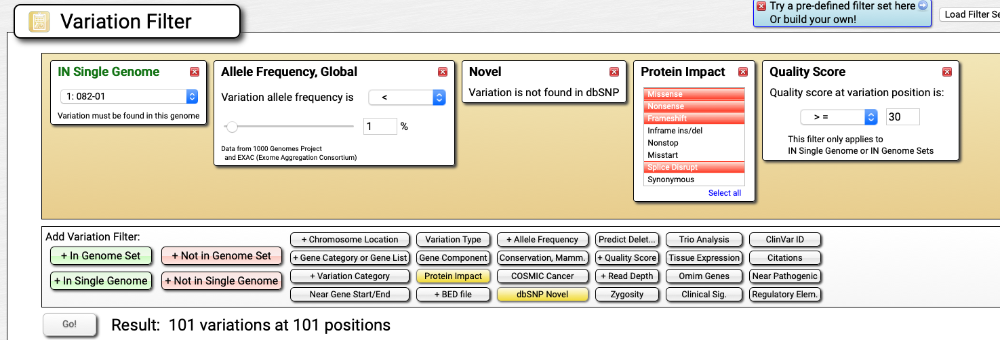 Variation Filter
Try a pre-defined filter set here
Or build your own!
Load Filter Se
IN Single Genome
1: 082-01
Variation must be found in this genome
Allele Frequency, Global
Variation allele frequency is <
1 %
Data from 1000 Genomes Project
and EXAC (Exome Aggregation Consortium)
Novel
Variation is not found in dbSNP
Protein Impact
Missense
Nonsense
Frameshift
Inframe ins/del
Nonstop
Misstart
Splice Disrupt
Synonymous
Select all
Quality Score
Quality score at variation position is:
> = 30
This filter only applies to
IN Single Genome or IN Genome Sets
Add Variation Filter:
+ In Genome Set + Not in Genome Set
+ In Single Genome + Not in Single Genome
+ Chromosome Location Variation Type + Allele Frequency Predict Delet... Trio Analysis ClinVar ID
+ Gene Category or Gene List Gene Component Conservation, Mamm. + Quality Score Tissue Expression Citations
+ Variation Category Protein Impact COSMIC Cancer + Read Depth Omim Genes Near Pathogenic
Near Gene Start/End + BED file dbSNP Novel Zygosity Clinical Sig. Regulatory Elem.
Go! Result: 101 variations at 101 positions